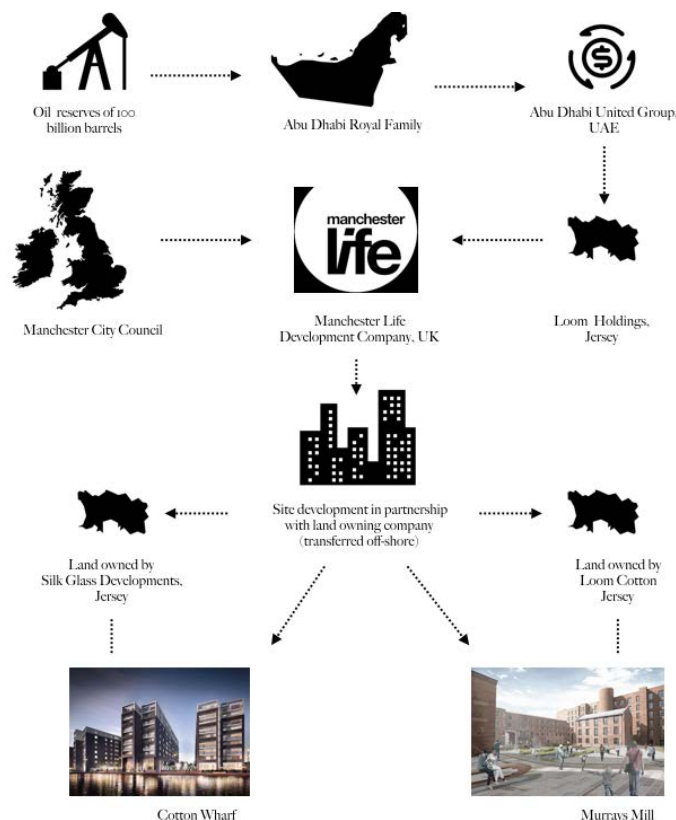 Oil reserves of 100
billion barrels
Abu Dhabi Royal Family
Abu Dhabi United Group,
UAE
Manchester City Council
manchester
life
Manchester Life
Development Company, UK
Loom Holdings,
Jersey
Site development in partnership
with land owning company
(transferred off-shore)
Land owned by
Silk Glass Developments,
Jersey
Land owned by
Loom Cotton
Jersey
Cotton Wharf
Murrays Mill